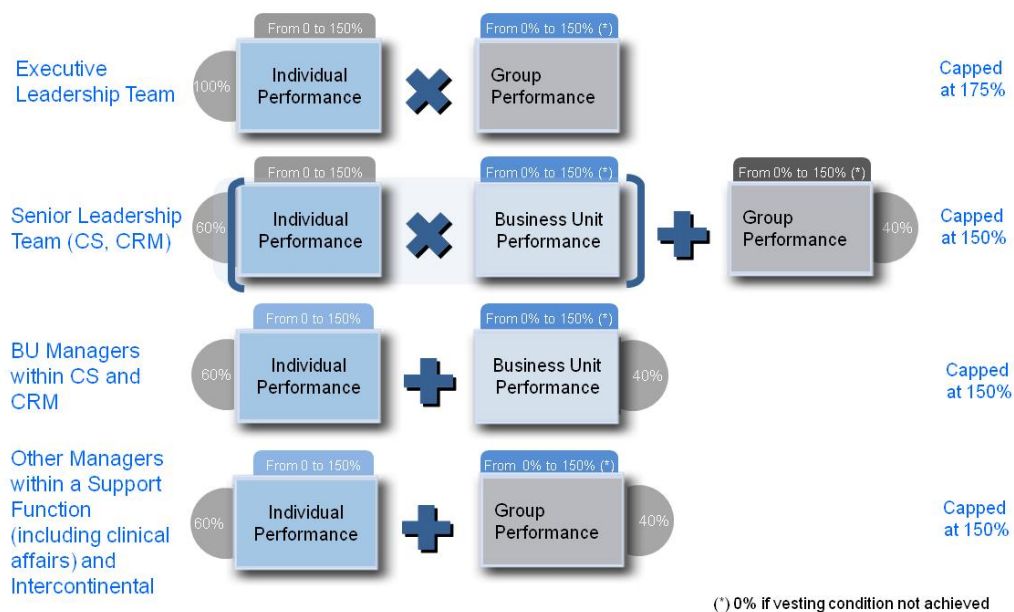 From 0 to 150%
From 0% to 150% (*)
Executive
Leadership Team
100%
Individual
Performance
Group
Performance
Capped
at 175%
From 0 to 150%
From 0% to 150% (*)
From 0% to 150% (*)
Senior Leadership
Team (CS, CRM)
60%
Individual
Performance
Business Unit
Performance
Group
Performance
40%
Capped
at 150%
From 0 to 150%
From 0% to 150% (*)
BU Managers
within CS and
CRM
60%
Individual
Performance
Business Unit
Performance
40%
Capped
at 150%
Other Managers
within a Support
Function
(including clinical
affairs) and
Intercontinental
From 0 to 150%
From 0% to 150% (*)
60%
Individual
Performance
Group
Performance
40%
Capped
at 150%
(*) 0% if vesting condition not achieved